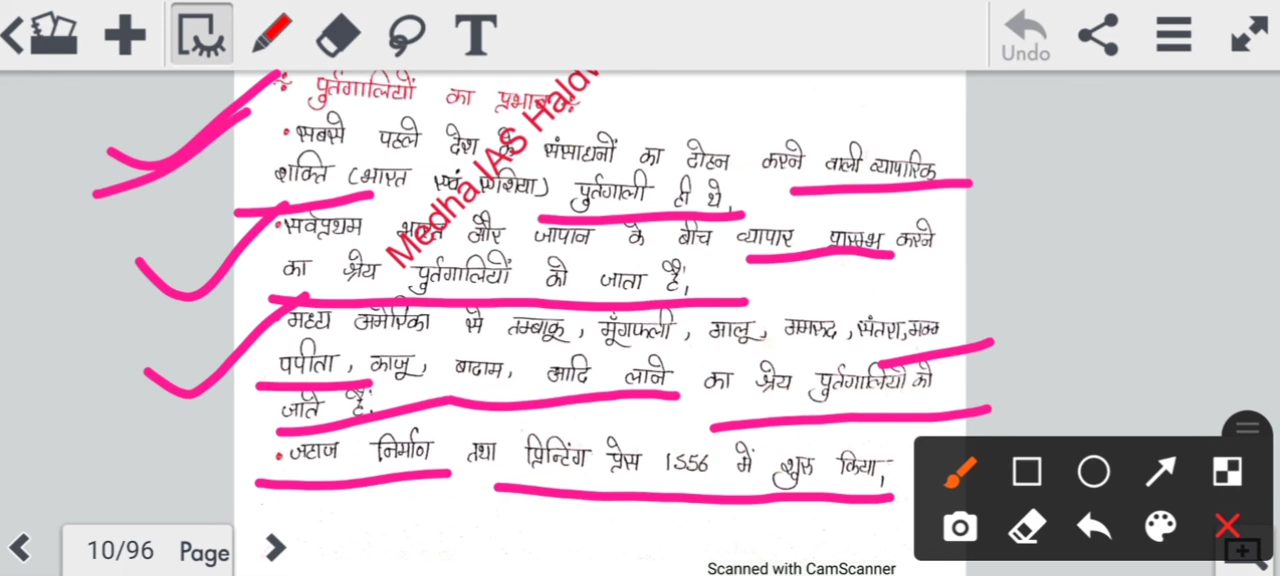 Undo
पुर्तगालियों का प्रभाव
Medha IAS
• सबसे पहले देश के संसाधनों का दोहन करने वाली व्यापारिक
शक्ति (भारत एवं एशिया) पुर्तगाली ही थे,
• सर्वप्रथम भारत और जापान के बीच व्यापार प्रारम्भ करने
का श्रेय पुर्तगालियों को जाता है।
मध्य अमेरिका से तम्बाकू, मूंगफली, आलू, अमरुद, संतरा,
पपीता, काजू, बादाम, आदि लाने का श्रेय पुर्तगालियों को
जाते है।
• जहाज निर्माण तथा प्रिन्टिंग प्रेस 1556 में शुरु किया,
10/96 Page
Scanned with CamScanner